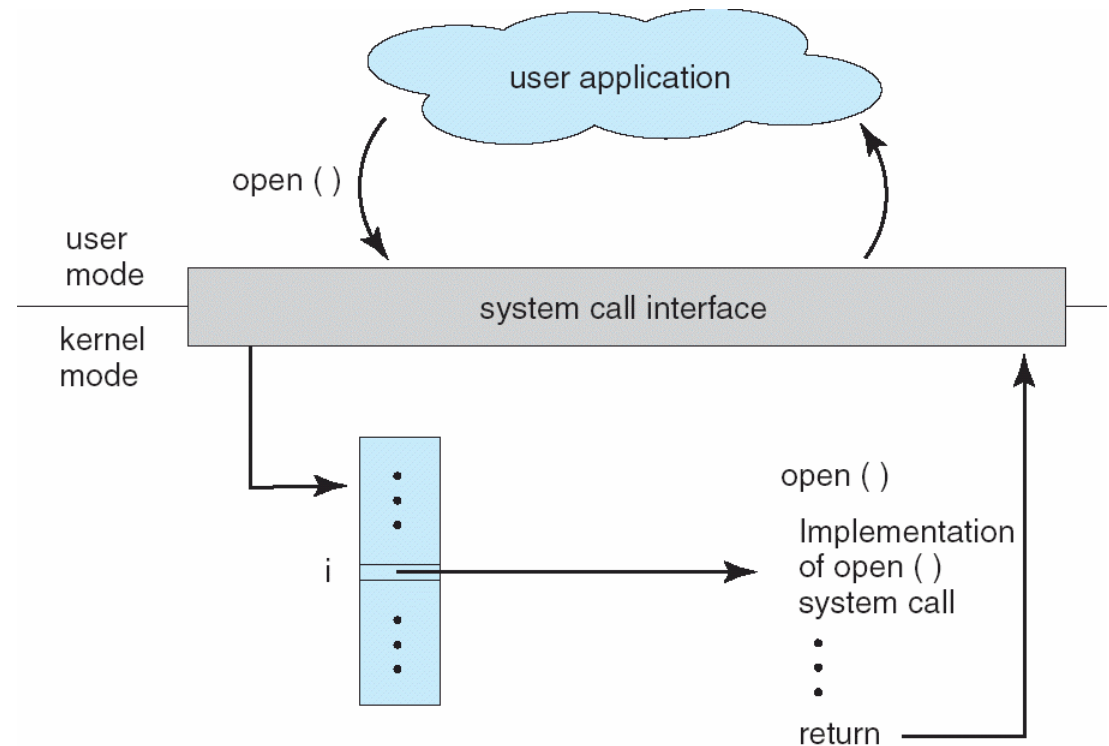 user application
open ( )
user
mode
system call interface
kernel
mode
open ( )
Implementation
of open ( )
system call
i
return